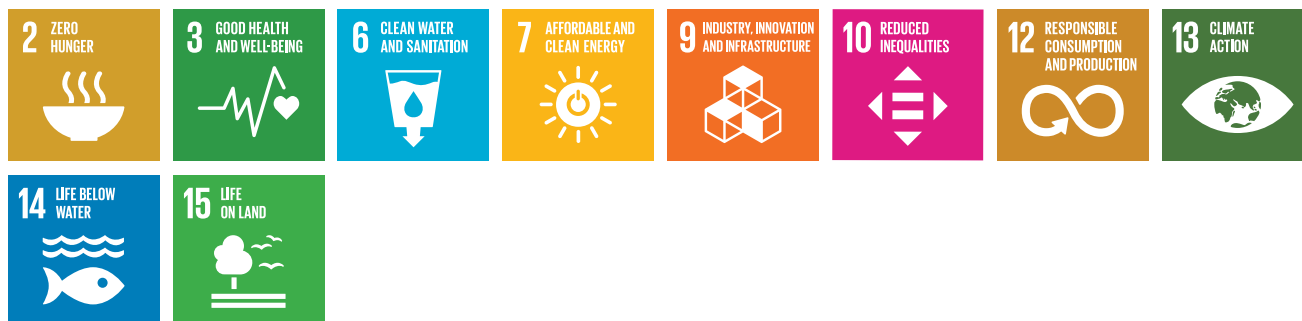 2 ZERO
HUNGER
3 GOOD HEALTH
AND WELL-BEING
6 CLEAN WATER
AND SANITATION
7 AFFORDABLE AND
CLEAN ENERGY
9 INDUSTRY, INNOVATION
AND INFRASTRUCTURE
10 REDUCED
INEQUALITIES
12 RESPONSIBLE
CONSUMPTION
AND PRODUCTION
13 CLIMATE
ACTION
14 LIFE BELOW
WATER
15 LIFE
ON LAND